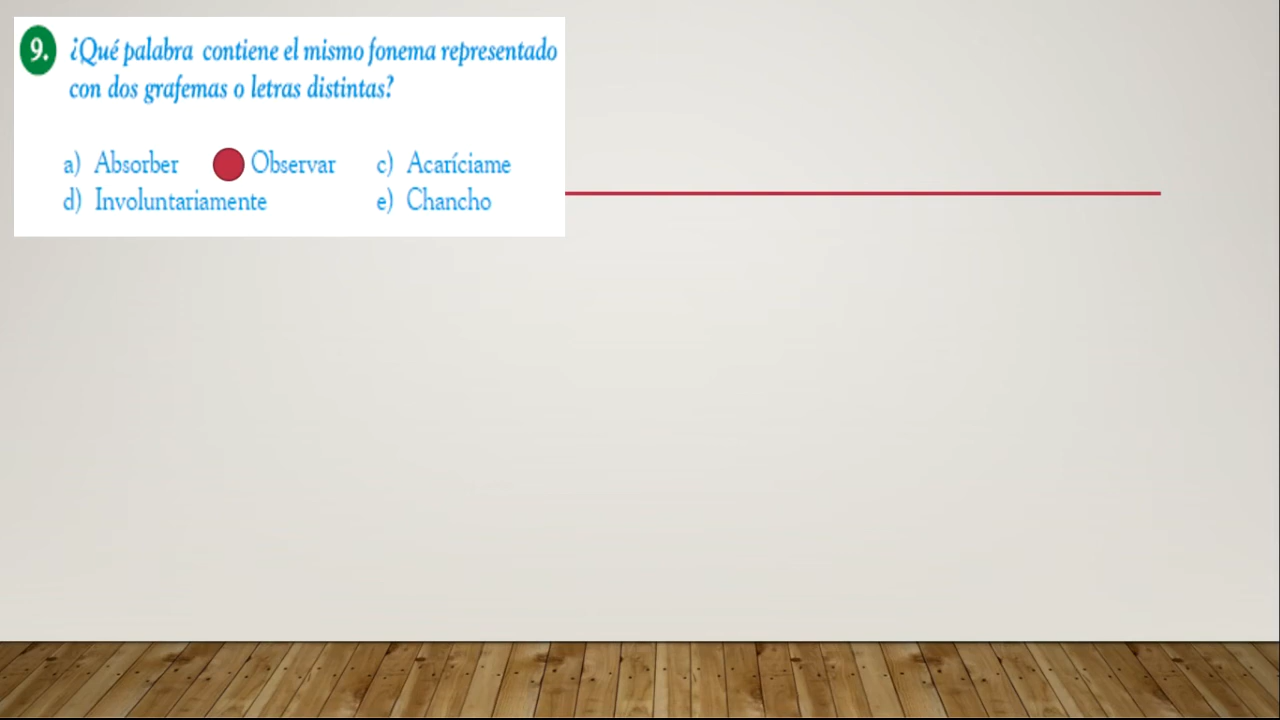 9. ¿Qué palabra contiene el mismo fonema representado
con dos grafemas o letras distintas?
a) Absorber Observar c) Acaríciame
d) Involuntariamente e) Chancho